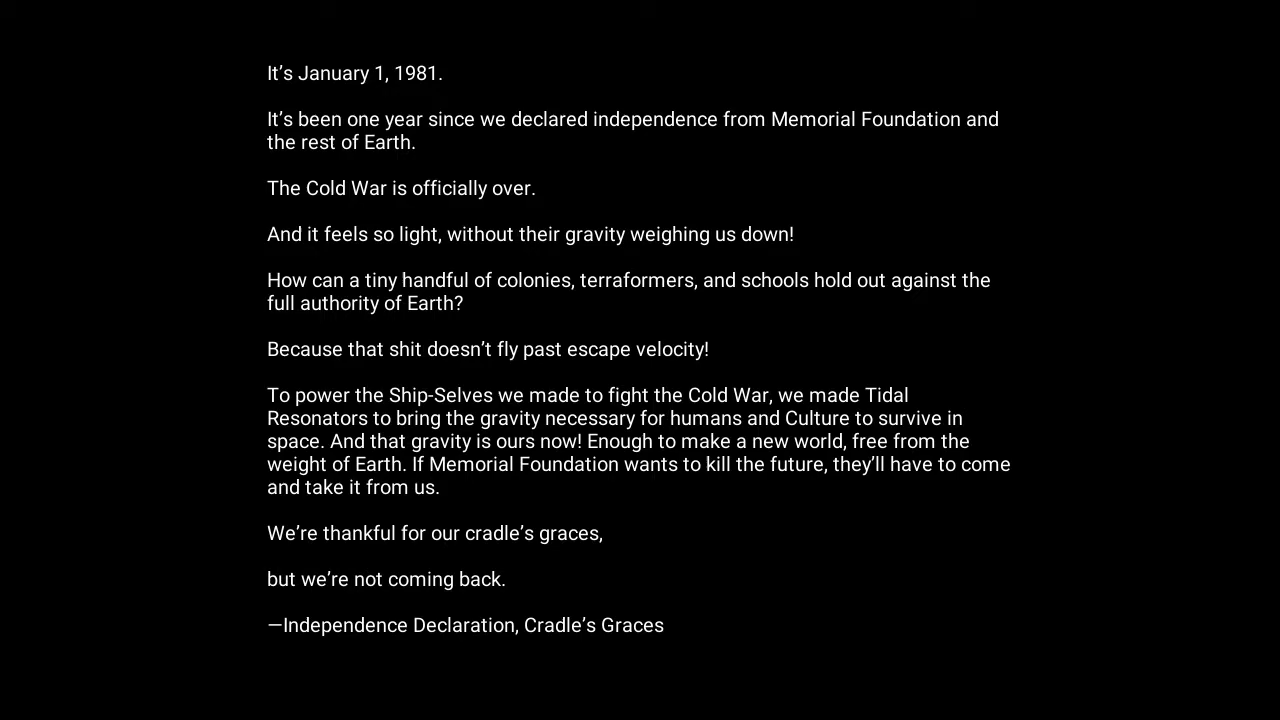 It’s January 1, 1981.
It’s been one year since we declared independence from Memorial Foundation and
the rest of Earth.
The Cold War is officially over.
And it feels so light, without their gravity weighing us down!
How can a tiny handful of colonies, terraformers, and schools hold out against the
full authority of Earth?
Because that shit doesn’t fly past escape velocity!
To power the Ship-Selves we made to fight the Cold War, we made Tidal
Resonators to bring the gravity necessary for humans and Culture to survive in
space. And that gravity is ours now! Enough to make a new world, free from the
weight of Earth. If Memorial Foundation wants to kill the future, they’ll have to come
and take it from us.
We’re thankful for our cradle’s graces,
but we’re not coming back.
—Independence Declaration, Cradle’s Graces